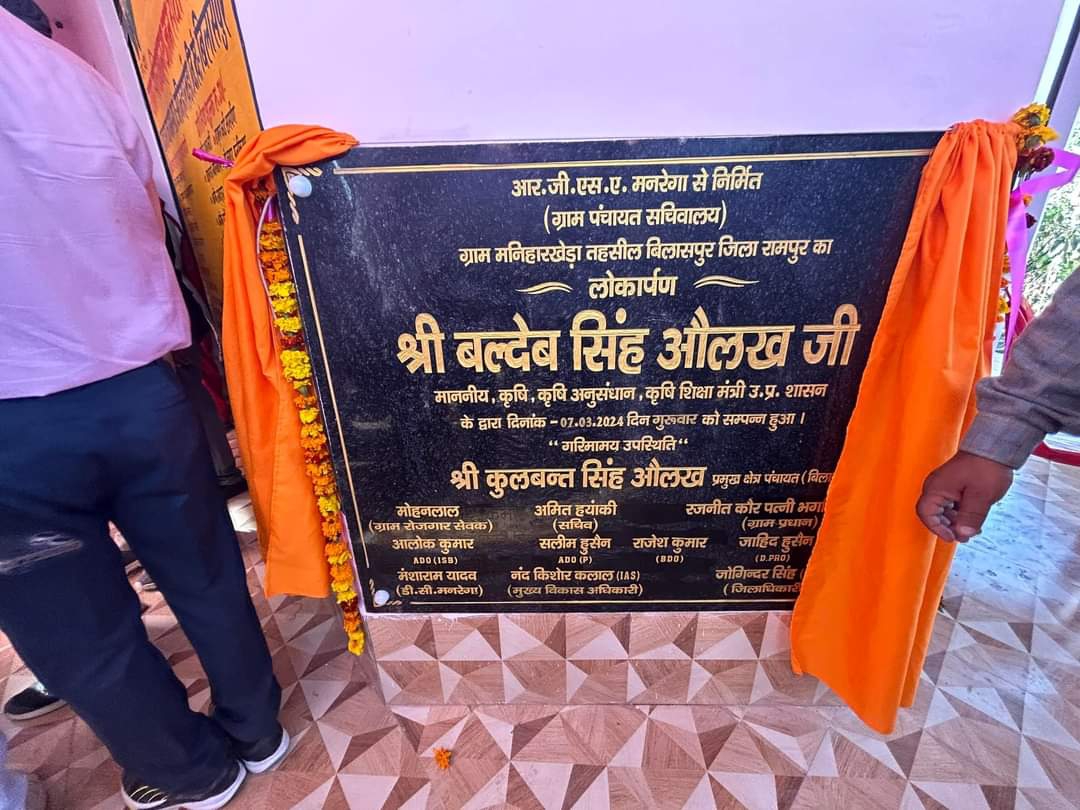 आर.जी.एस.ए. मनरेगा से निर्मित
(ग्राम पंचायत सचिवालय)
ग्राम मनिहारखेड़ा तहसील बिलासपुर जिला रामपुर का
लोकार्पण
श्री बल्देब सिंह औलख जी
माननीय, कृषि, कृषि अनुसंधान, कृषि शिक्षा मंत्री उ.प्र. शासन
के द्वारा दिनांक - 07.03.2024 दिन गुरूवार को सम्पन्न हुआ ।
“ गरिमामय उपस्थिति “
श्री कुलबन्त सिंह औलख प्रमुख क्षेत्र पंचायत
मोहनलाल अमित हयांकी रजनीत कौर पत्नी
(ग्राम रोजगार सेवक) (सचिव) (ग्राम प्रधान)
आलोक कुमार सलीम हुसैन राजेश कुमार जाहिद हुसैन
ADO (ISB) ADO (P) (BDO) (D.PRO)
मंशाराम यादव नंद किशोर कलाल (IAS) जोगिन्दर सिंह
(डी.सी.मनरेगा) (मुख्य विकास अधिकारी) (जिलाधिकारी